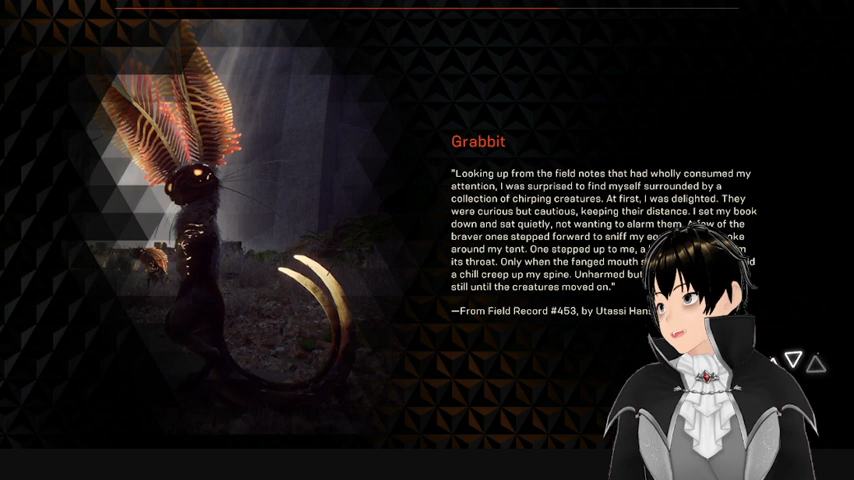 Grabbit
"Looking up from the field notes that had wholly consumed my
attention, I was surprised to find myself surrounded by a
collection of chirping creatures. At first, I was delighted. They
were curious but cautious, keeping their distance. I set my book
down and sat quietly, not wanting to alarm them. A few of the
braver ones stepped forward to sniff my
around my tent. One stepped up to me, a
its throat. Only when the fanged mouth
a chill creep up my spine. Unharmed but
still until the creatures moved on."
—From Field Record #453, by Utassi